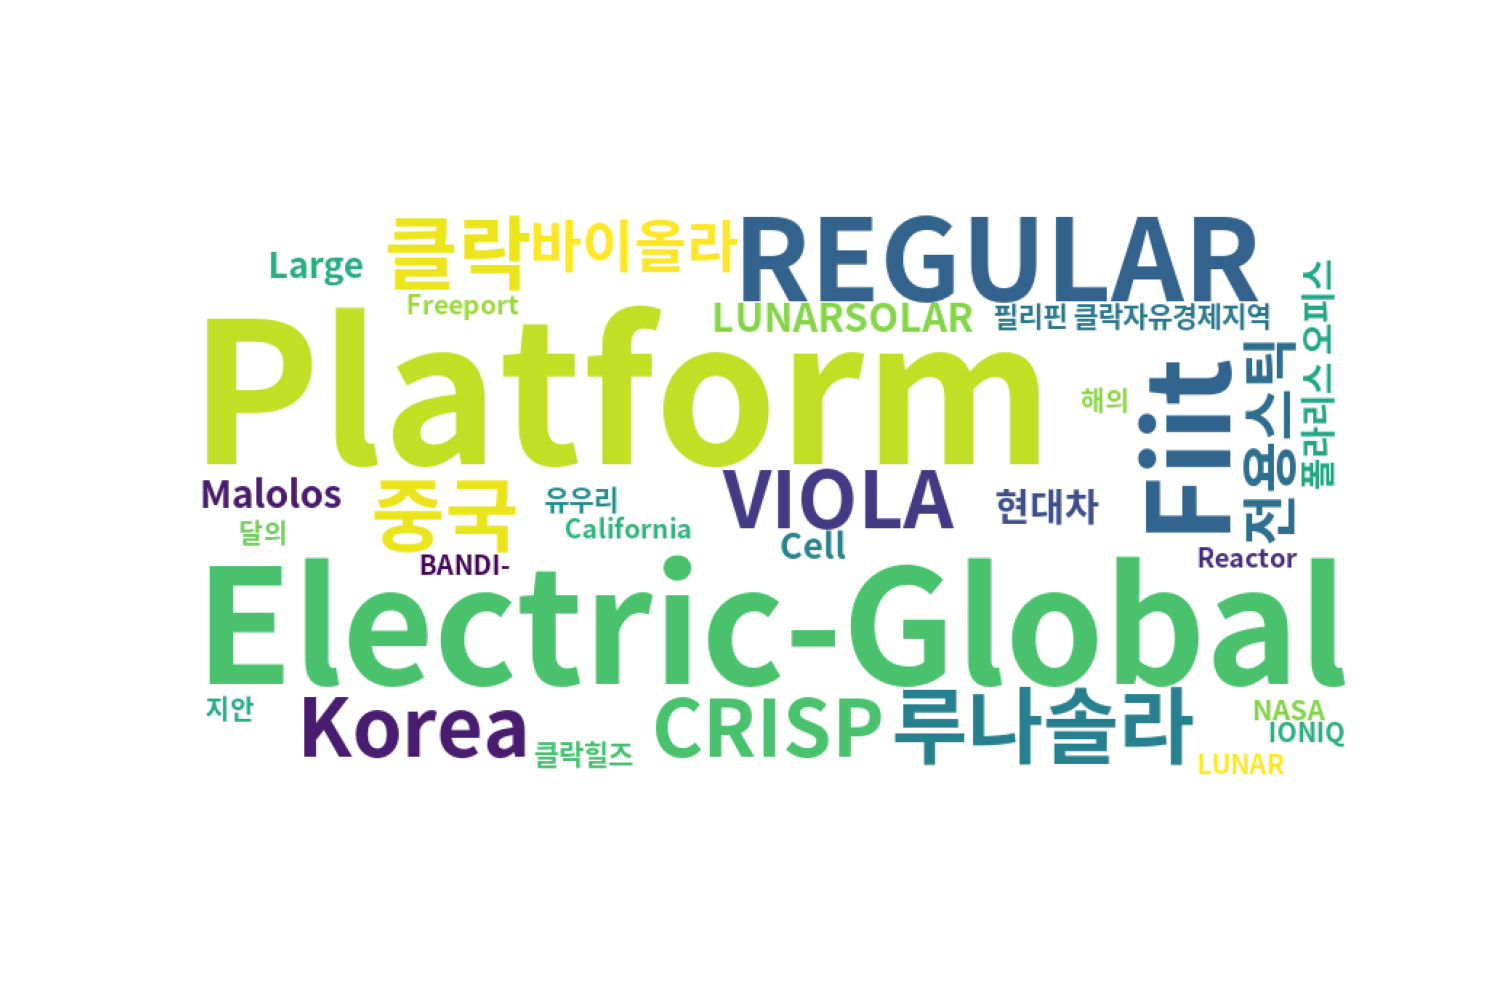 REGULAR
클락
바이올라
Large
Freeport
LUNARSOLAR
필리핀 클락자유경제지역
Platform
해의
Fiit
전용스틱
폴라리스 오피스
Malolos
중국
유우리
VIOLA
현대차
달의
California
Cell
BANDI-
Reactor
Electric-Global
지안
Korea
클락힐즈
CRISP
루나솔라
NASA
IONIQ
LUNAR